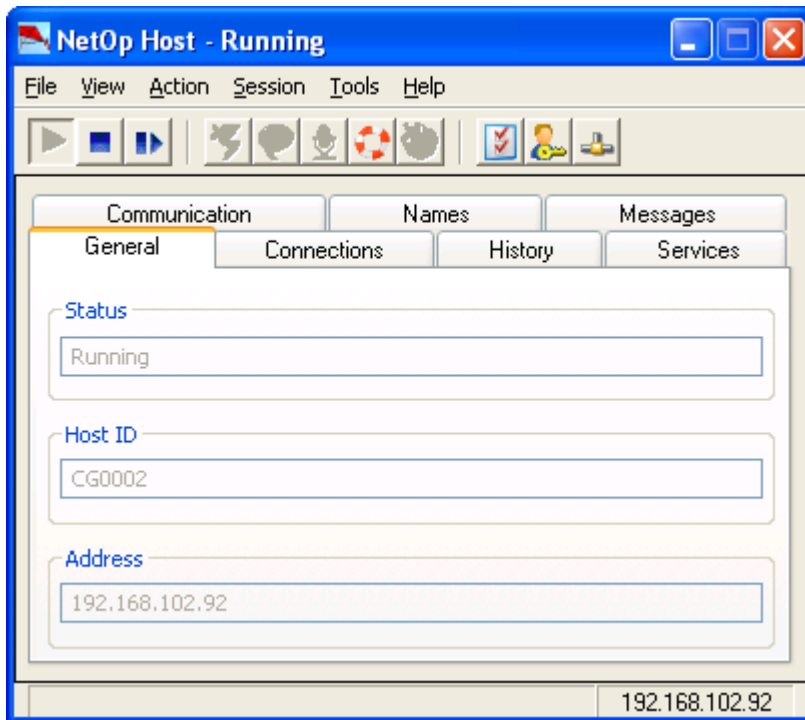 NetOp Host - Running
File View Action Session Tools Help
Communication Names Messages
General Connections History Services
Status
Running
Host ID
CG0002
Address
192.168.102.92
192.168.102.92